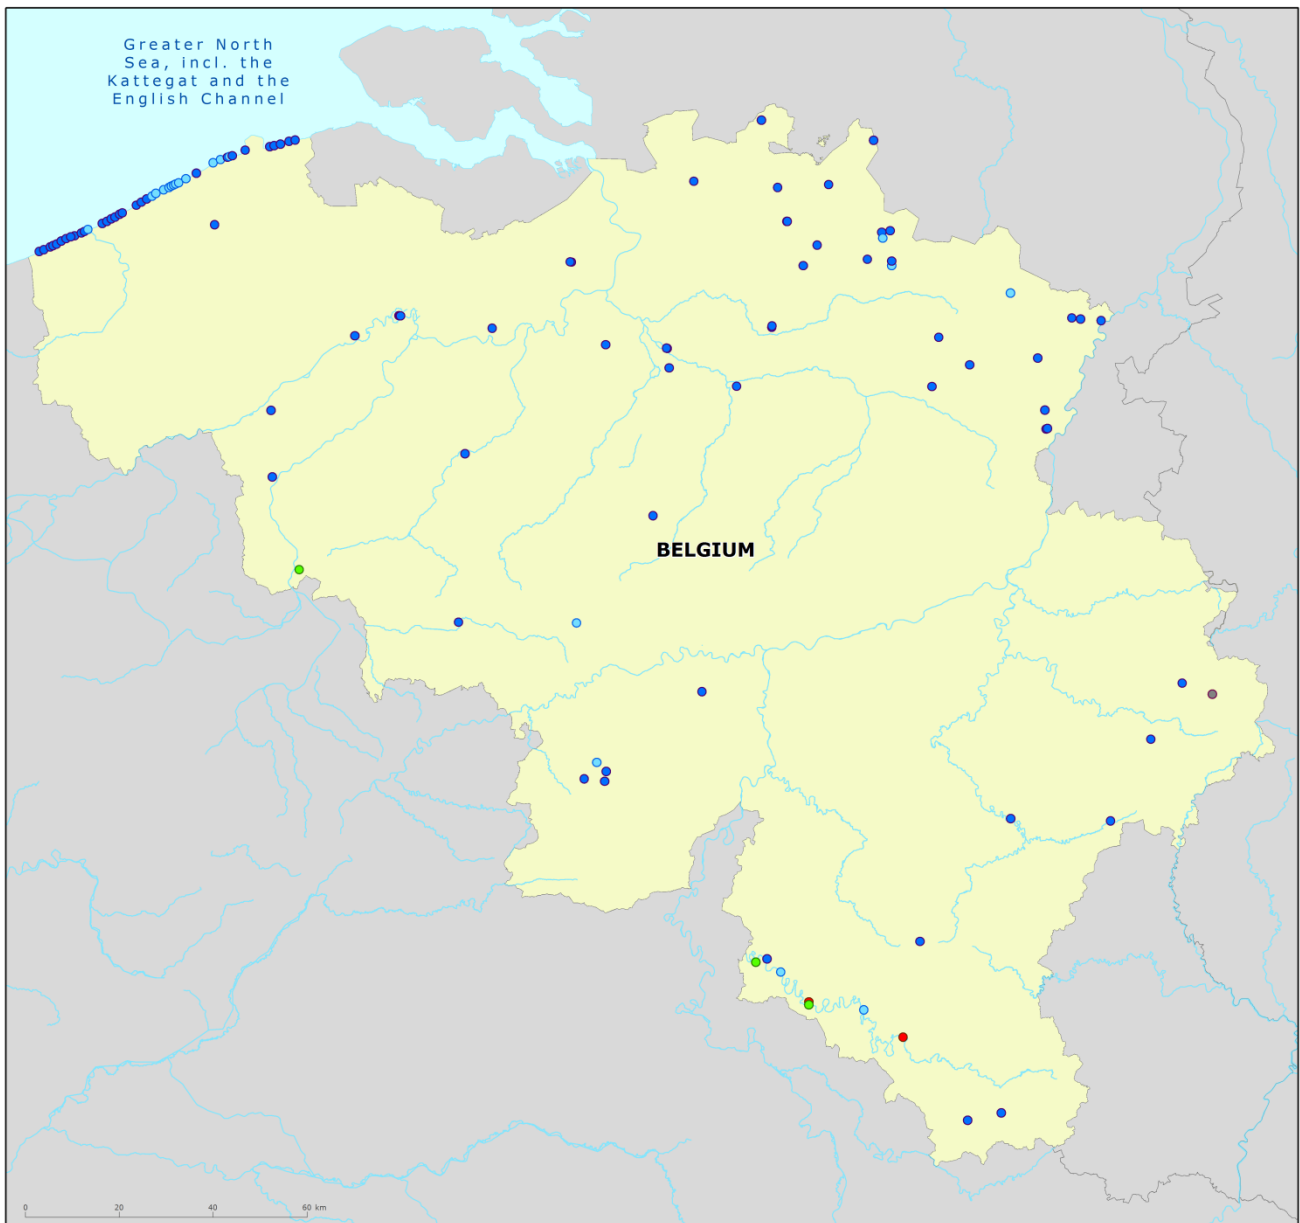 Greater North
Sea, incl. the
Kattegat and the
English Channel
BELGIUM
0 20 40 60 km